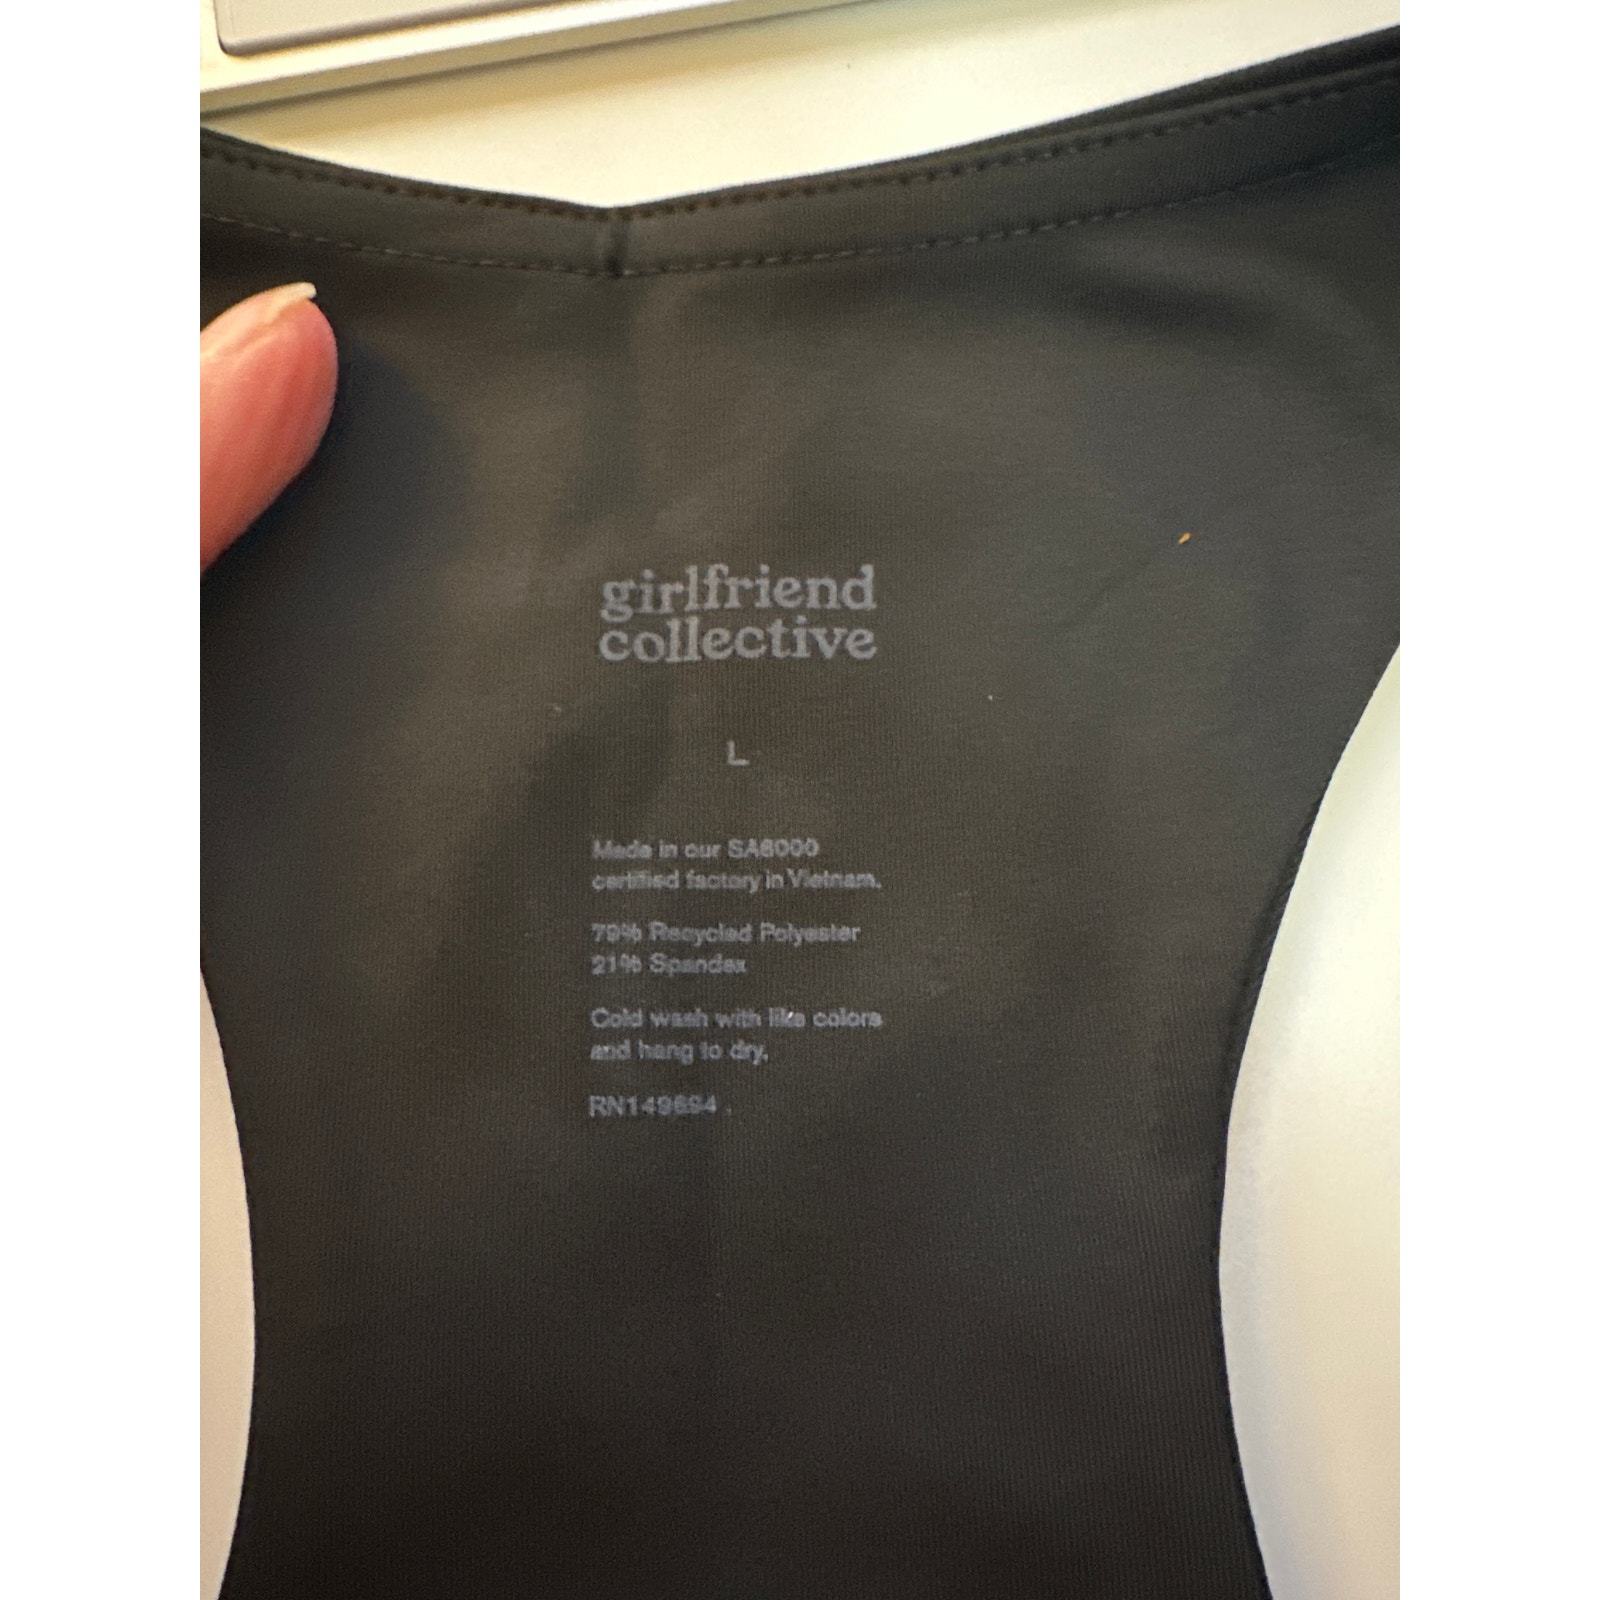 girlfriend
collective
L
Made in our SA8000
certified factory in Vietnam.
79% Recycled Polyester
21% Spandex
Cold wash with like colors
and hang to dry.
RN149694